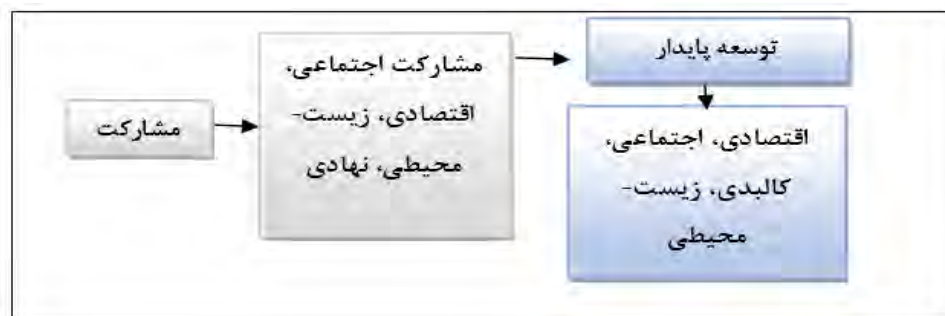 مشارکت
مشارکت اجتماعی،
اقتصادی، زیست-
محیطی، نهادی
توسعه پایدار
اقتصادی، اجتماعی،
کالبدی، زیست-
محیطی